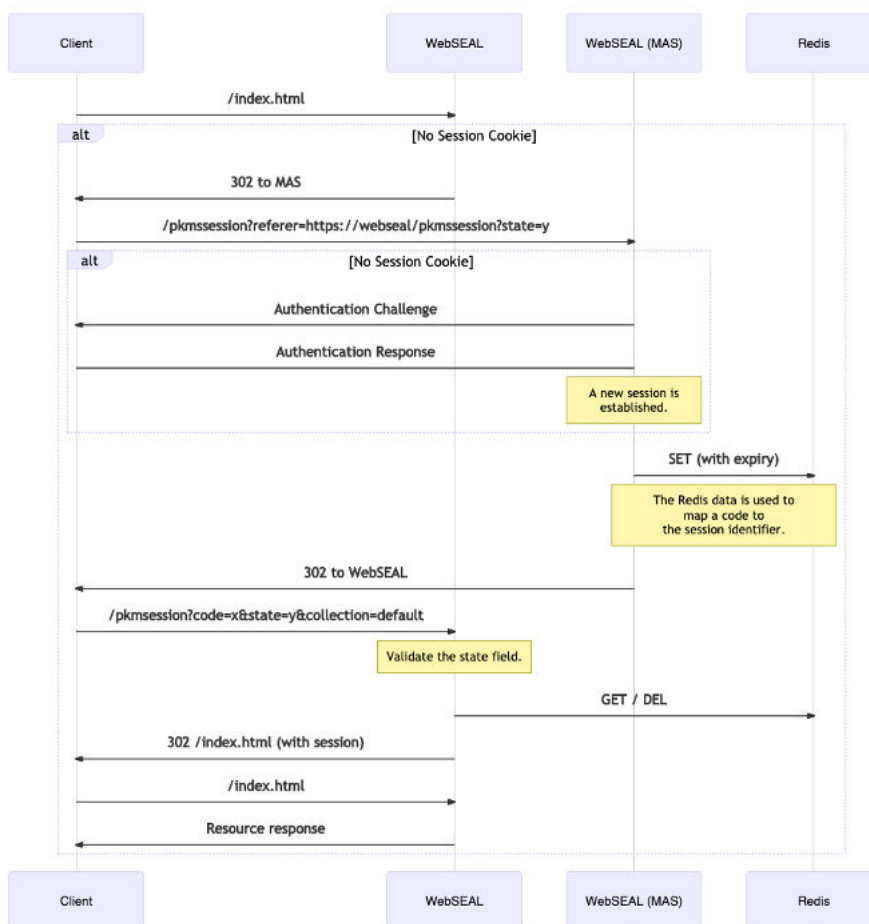 Client WebSEAL WebSEAL (MAS) Redis
/index.html
alt [No Session Cookie]
302 to MAS
/pkmssession?referer=https://webseal/pkmssession?state=y
alt [No Session Cookie]
Authentication Challenge
Authentication Response
A new session is
established.
SET (with expiry)
The Redis data is used to
map a code to
the session identifier.
302 to WebSEAL
/pkmsession?code=x&state=y&collection=default
Validate the state field.
GET / DEL
302 /index.html (with session)
/index.html
Resource response
Client WebSEAL WebSEAL (MAS) Redis